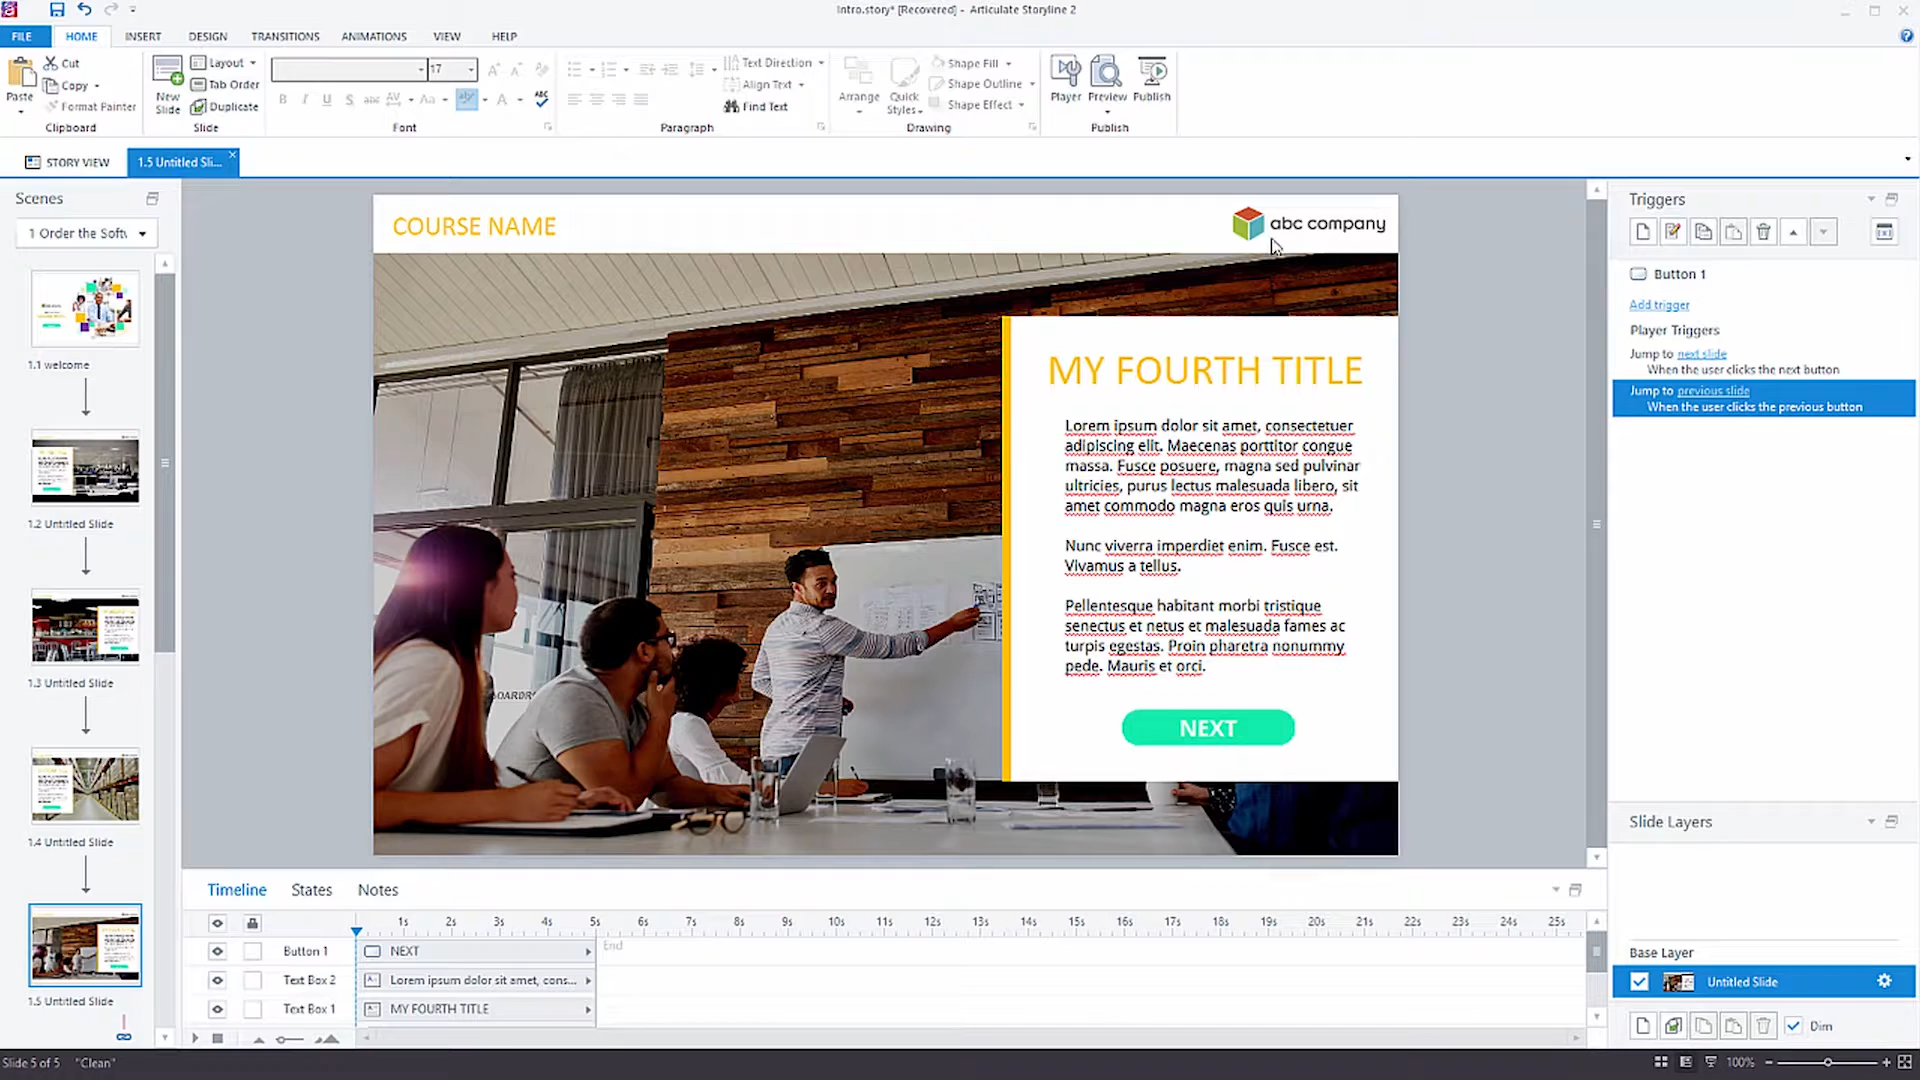 Intro.story* [Recovered] - Articulate Storyline 2
FILE HOME INSERT DESIGN TRANSITIONS ANIMATIONS VIEW HELP
Paste
Cut
Copy
Format Painter
Clipboard
New
Slide
Layout
Tab Order
Duplicate
Slide
17
B I U S abc AV Aa A ABC
Font
Text Direction
Align Text
Find Text
Paragraph
Arrange
Quick
Styles
Shape Fill
Shape Outline
Shape Effect
Drawing
Player Preview Publish
Publish
STORY VIEW 1.5 Untitled Sli...
Scenes
1 Order the Softv
1.1 welcome
1.2 Untitled Slide
1.3 Untitled Slide
1.4 Untitled Slide
1.5 Untitled Slide
COURSE NAME
abc company
MY FOURTH TITLE
Lorem ipsum dolor sit amet, consectetuer
adipiscing elit. Maecenas porttitor congue
massa. Fusce posuere, magna sed pulvinar
ultricies, purus lectus malesuada libero, sit
amet commodo magna eros quis urna.
Nunc viverra imperdiet enim. Fusce est.
Vivamus a tellus.
Pellentesque habitant morbi tristique
senectus et netus et malesuada fames ac
turpis egestas. Proin pharetra nonummy
pede. Mauris et orci.
NEXT
Triggers
Button 1
Add trigger
Player Triggers
Jump to next slide
When the user clicks the next button
Jump to previous slide
When the user clicks the previous button
Slide Layers
Base Layer
Untitled Slide
Dim
Timeline States Notes
1s 2s 3s 4s 5s 6s 7s 8s 9s 10s 11s 12s 13s 14s 15s 16s 17s 18s 19s 20s 21s 22s 23s 24s 25s
Button 1 NEXT End
Text Box 2 Lorem ipsum dolor sit amet, cons...
Text Box 1 MY FOURTH TITLE
Slide 5 of 5 "Clean" 100%